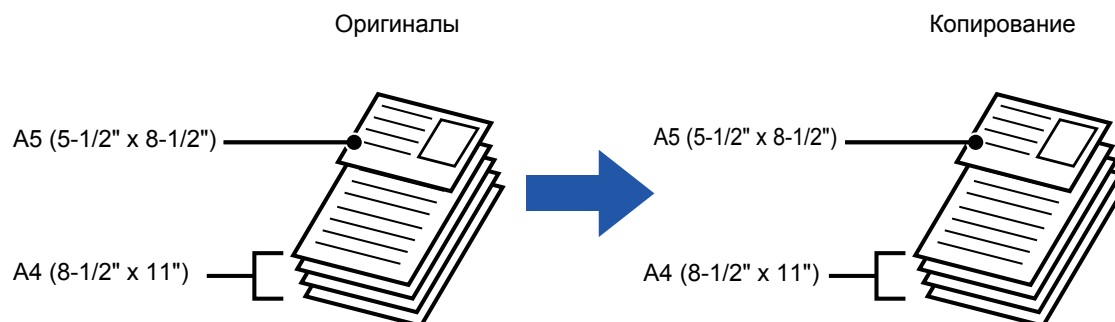 Оригиналы
Копирование
A5 (5-1/2" x 8-1/2")
A5 (5-1/2" x 8-1/2")
A4 (8-1/2" x 11")
A4 (8-1/2" x 11")